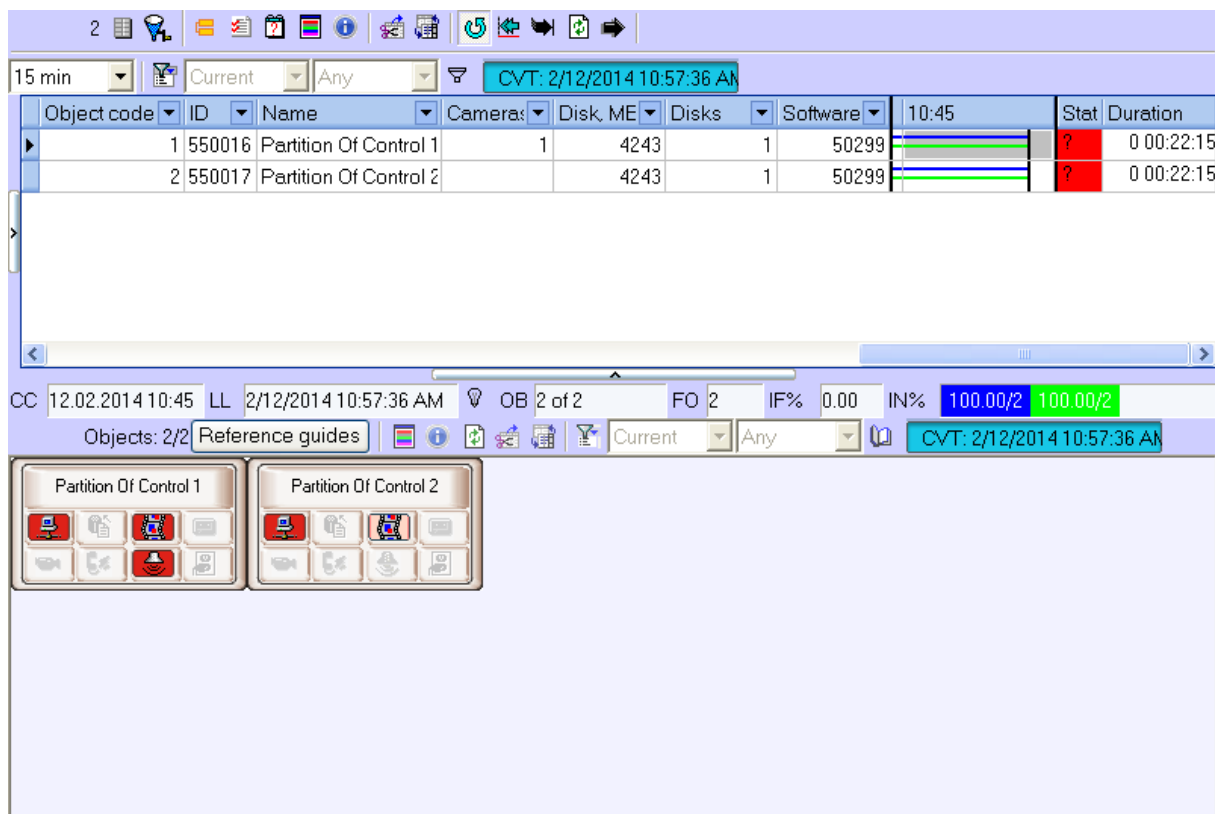 2
15 min Current Any CVT: 2/12/2014 10:57:36 AM
Object code ID Name Cameras Disk, ME Disks Software 10:45 Stat Duration
1 550016 Partition Of Control 1 1 4243 1 50299 ? 0 00:22:15
2 550017 Partition Of Control 2 4243 1 50299 ? 0 00:22:15
CC 12.02.2014 10:45 LL 2/12/2014 10:57:36 AM OB 2 of 2 FO 2 IF% 0.00 IN% 100.00/2 100.00/2
Objects: 2/2 Reference guides Current Any CVT: 2/12/2014 10:57:36 AM
Partition Of Control 1 Partition Of Control 2